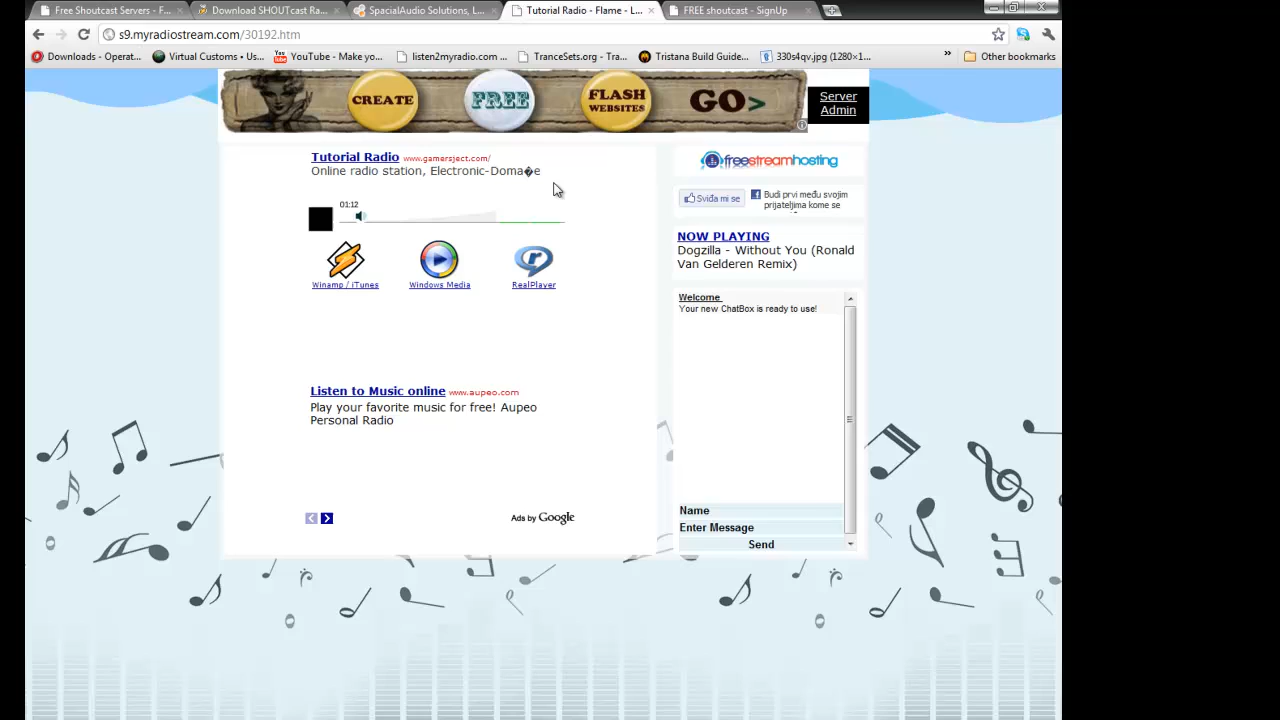 Free Shoutcast Servers - F...
Download SHOUTcast Ra...
SpacialAudio Solutions, L...
Tutorial Radio - Flame - L...
FREE shoutcast - SignUp
s9.myradiostream.com/30192.htm
Downloads - Operat...
Virtual Customs * Us...
YouTube - Make yo...
listen2myradio.com ...
TranceSets.org - Tra...
Tristana Build Guide...
330s4qv.jpg (1280×1...
»
Other bookmarks
CREATE
FREE
FLASH
WEBSITES
GO>
Server
Admin
Tutorial Radio www.gamersject.com/
Online radio station, Electronic-Doma�e
01:12
Winamp / iTunes
Windows Media
RealPlayer
Listen to Music online www.aupeo.com
Play your favorite music for free! Aupeo
Personal Radio
< >
Ads by Google
freestreamhosting
Sviđa mi se
Budi prvi među svojim
prijateljima kome se
NOW PLAYING
Dogzilla - Without You (Ronald
Van Gelderen Remix)
Welcome
Your new ChatBox is ready to use!
Name
Enter Message
Send